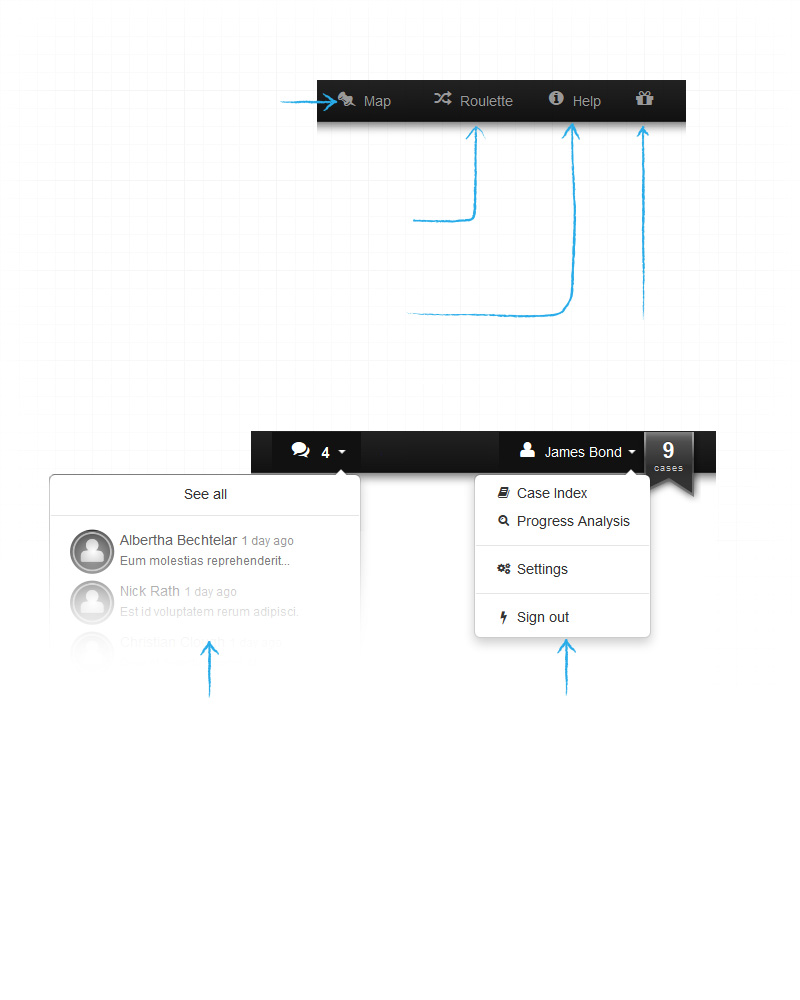 Map Roulette Help
4 James Bond 9
cases
See all
Albertha Bechtelar 1 day ago
Eum molestias reprehenderit...
Nick Rath 1 day ago
Est id voluptatem rerum adipisci.
Case Index
Progress Analysis
Settings
Sign out